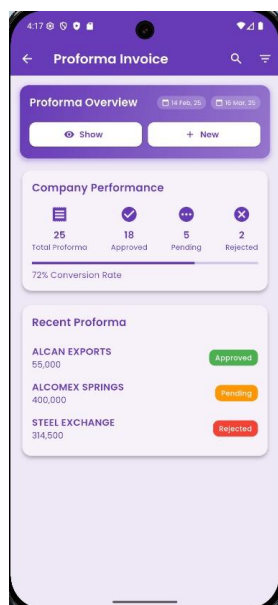 4:17
Proforma Invoice
Proforma Overview
14 Feb, 25
16 Mar, 25
Show
+ New
Company Performance
25 18 5 2
Total Proforma Approved Pending Rejected
72% Conversion Rate
Recent Proforma
ALCAN EXPORTS
55,000
Approved
ALCOMEX SPRINGS
400,000
Pending
STEEL EXCHANGE
314,500
Rejected